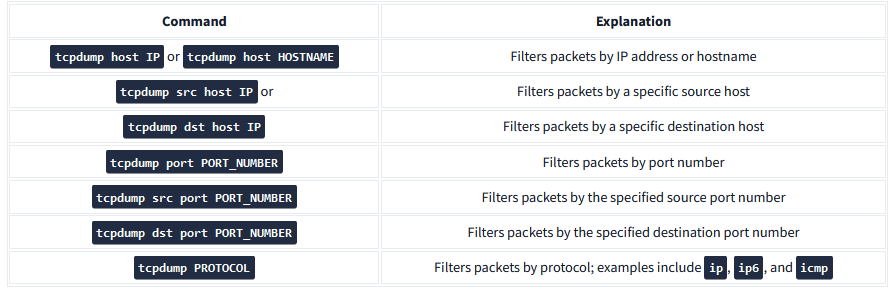 Command Explanation
tcpdump host IP or tcpdump host HOSTNAME Filters packets by IP address or hostname
tcpdump src host IP or Filters packets by a specific source host
tcpdump dst host IP Filters packets by a specific destination host
tcpdump port PORT_NUMBER Filters packets by port number
tcpdump src port PORT_NUMBER Filters packets by the specified source port number
tcpdump dst port PORT_NUMBER Filters packets by the specified destination port number
tcpdump PROTOCOL Filters packets by protocol; examples include ip, ip6, and icmp